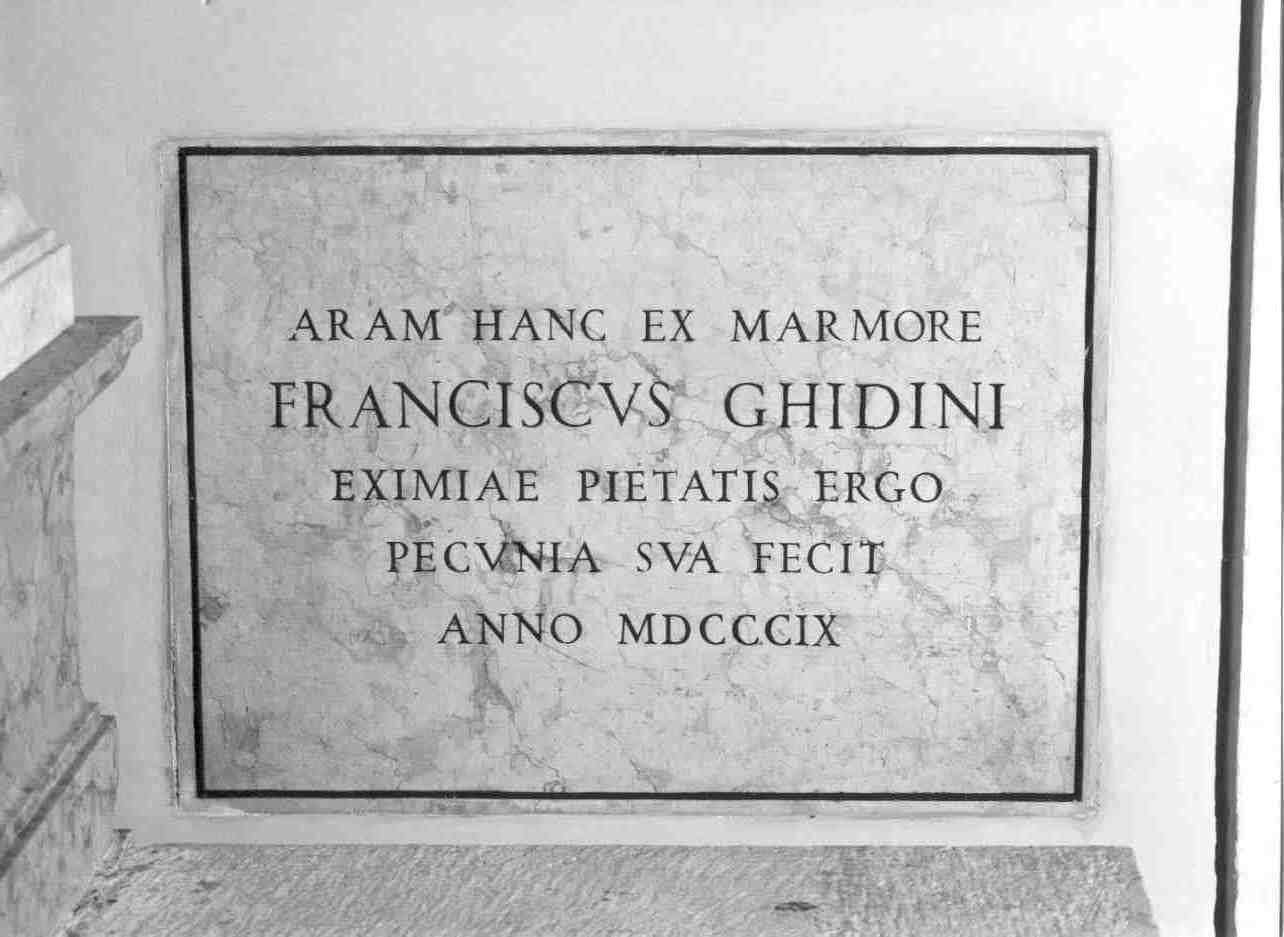 ARAM HANC EX MARMORE
FRANCISCVS GHIDINI
EXIMIAE PIETATIS ERGO
PECVNIA SVA FECIT
ANNO MDCCCIX